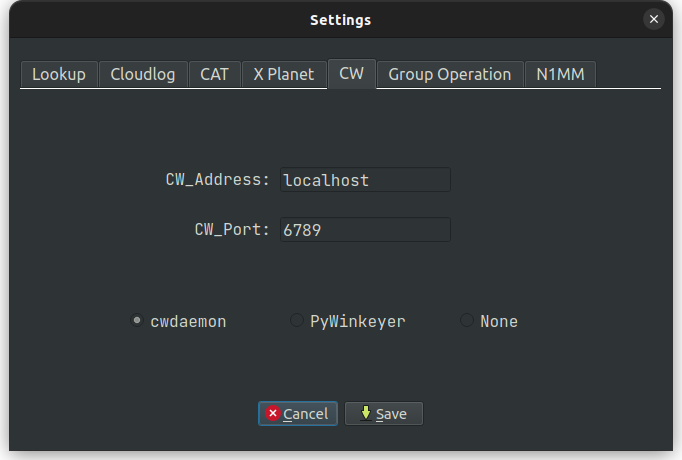 Settings
Lookup Cloudlog CAT X Planet CW Group Operation N1MM
CW_Address: localhost
CW_Port: 6789
cwdaemon PyWinkeyer None
Cancel Save